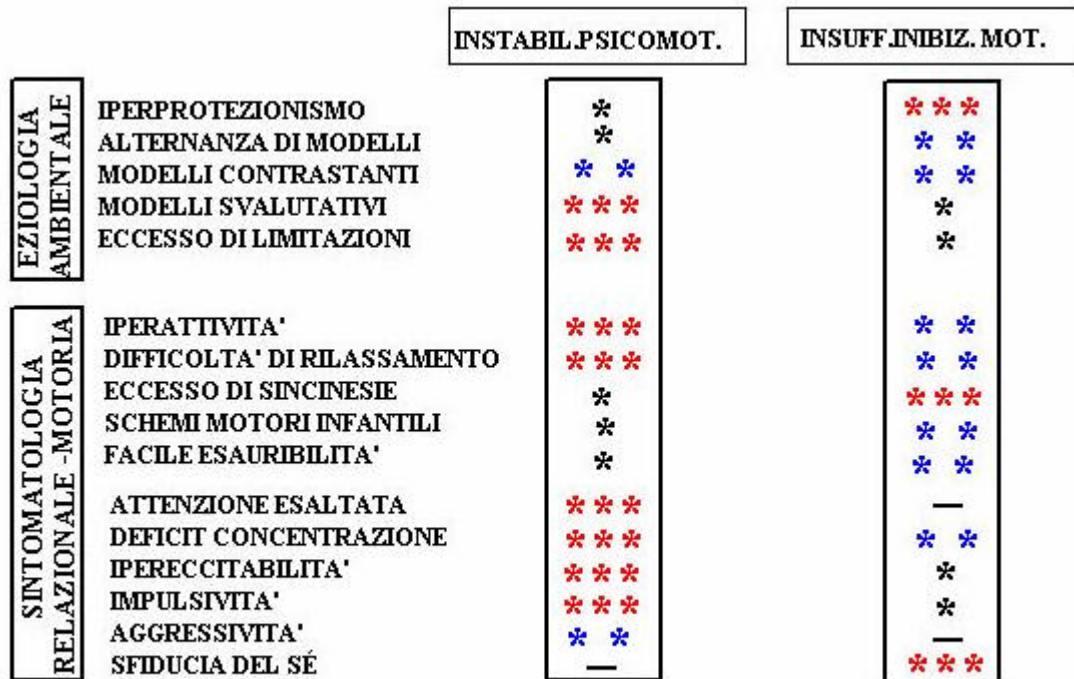 INSTABIL.PSICOMOT. INSUFF.INIBIZ. MOT.
EZIOLOGIA
AMBIENTALE
IPERPROTEZIONISMO * ***
ALTERNANZA DI MODELLI * * *
MODELLI CONTRASTANTI * * * *
MODELLI SVALUTATIVI *** *
ECCESSO DI LIMITAZIONI *** *
SINTOMATOLOGIA
RELAZIONALE -MOTORIA
IPERATTIVITA' *** * *
DIFFICOLTA' DI RILASSAMENTO *** * *
ECCESSO DI SINCINESIE * ***
SCHEMI MOTORI INFANTILI * * *
FACILE ESAURIBILITA' * * *
ATTENZIONE ESALTATA *** —
DEFICIT CONCENTRAZIONE *** * *
IPERECCITABILITA' *** *
IMPULSIVITA' *** *
AGGRESSIVITA' * * —
SFIDUCIA DEL SÉ — ***